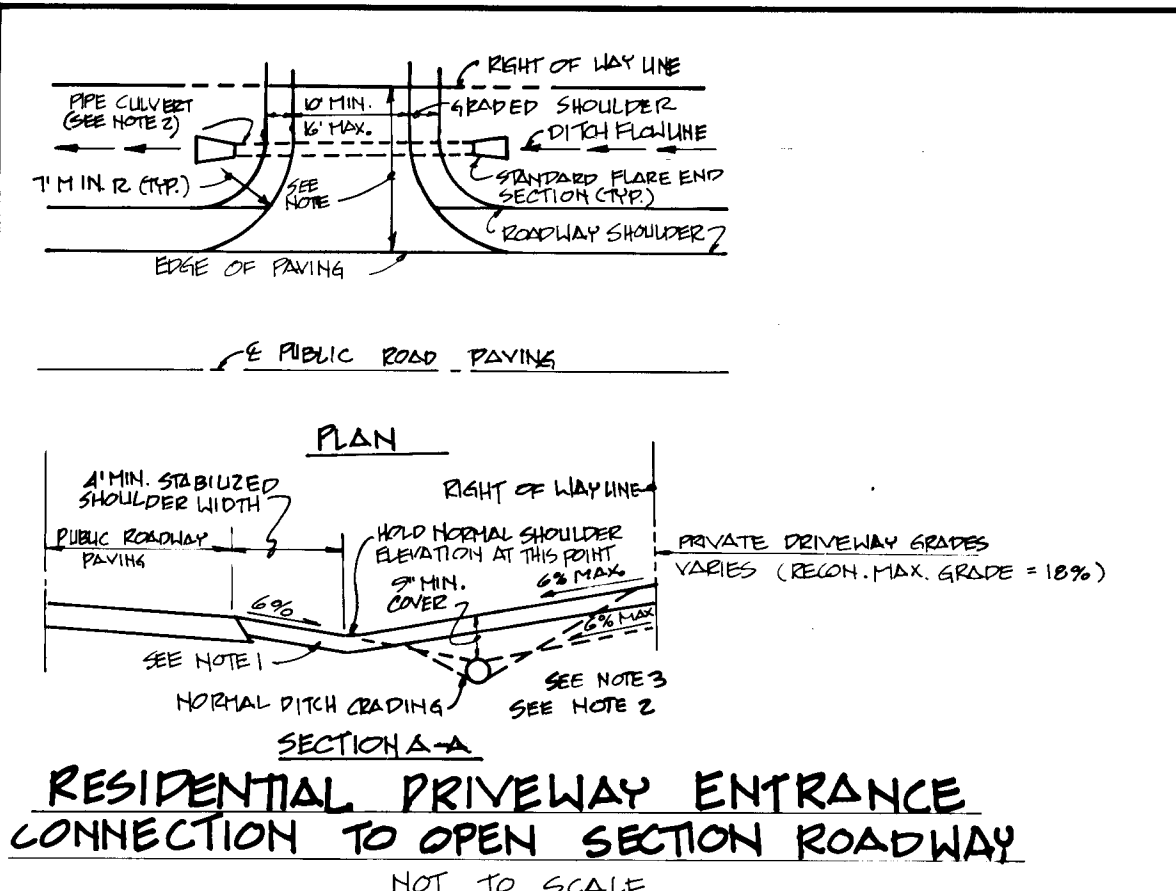 RIGHT OF WAY LINE
PIPE CULVERT
(SEE NOTE 2)
10' MIN.
16' MAX.
GRADED SHOULDER
DITCH FLOWLINE
7' MIN. R (TYP.)
SEE
NOTE
STANDARD FLARE END
SECTION (TYP.)
ROADWAY SHOULDER
EDGE OF PAVING
℄ PUBLIC ROAD PAVING
PLAN
4' MIN. STABILIZED
SHOULDER WIDTH
RIGHT OF WAY LINE
PUBLIC ROADWAY
PAVING
HOLD NORMAL SHOULDER
ELEVATION AT THIS POINT
PRIVATE DRIVEWAY GRADES
VARIES (RECOM. MAX. GRADE = 18%)
9" MIN.
COVER
6% MAX.
6%
6% MAX
SEE NOTE 1
NORMAL DITCH GRADING
SEE NOTE 3
SEE NOTE 2
SECTION A-A
RESIDENTIAL DRIVEWAY ENTRANCE
CONNECTION TO OPEN SECTION ROADWAY
NOT TO SCALE